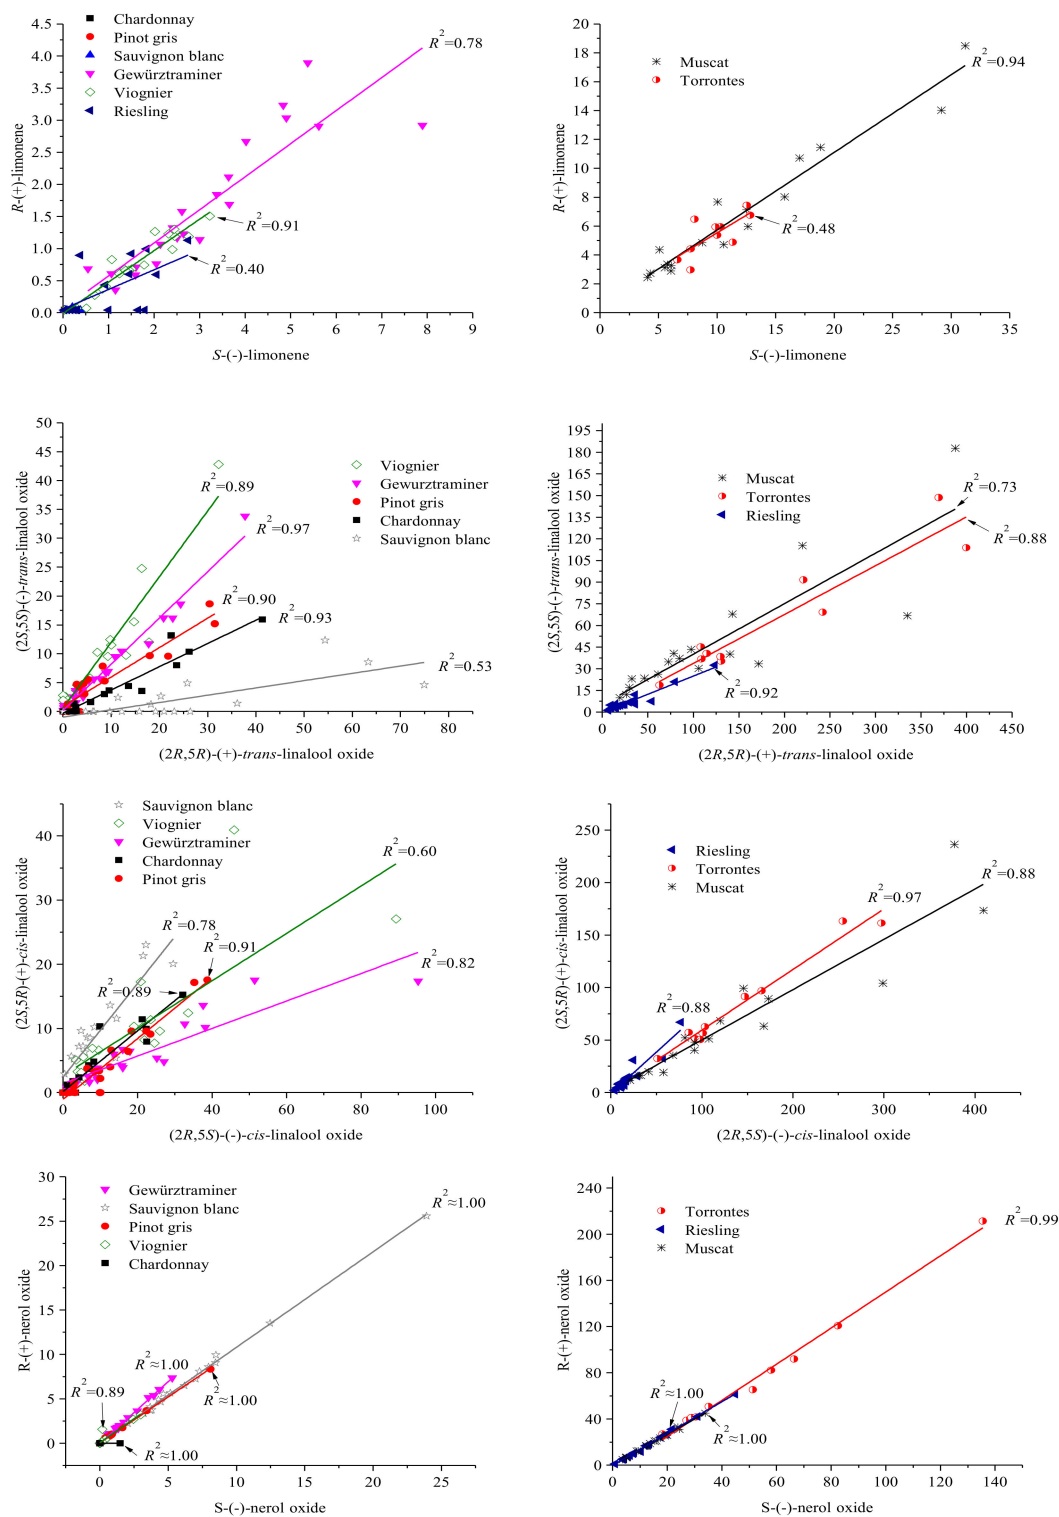 Chardonnay
Pinot gris
Sauvignon blanc
Gewürztraminer
Viognier
Riesling
R²=0.78
R²=0.91
R²=0.40
4.5
4.0
3.5
3.0
2.5
2.0
1.5
1.0
0.5
0.0
R-(+)-limonene
0 1 2 3 4 5 6 7 8 9
S-(-)-limonene
Muscat
Torrontes
R²=0.94
R²=0.48
20
18
16
14
12
10
8
6
4
2
0
R-(+)-limonene
0 5 10 15 20 25 30 35
S-(-)-limonene
Viognier
Gewurztraminer
Pinot gris
Chardonnay
Sauvignon blanc
R²=0.89
R²=0.97
R²=0.90
R²=0.93
R²=0.53
50
45
40
35
30
25
20
15
10
5
0
(2S,5S)-(-)-trans-linalool oxide
0 10 20 30 40 50 60 70 80
(2R,5R)-(+)-trans-linalool oxide
Muscat
Torrontes
Riesling
R²=0.73
R²=0.88
R²=0.92
195
180
165
150
135
120
105
90
75
60
45
30
15
0
(2S,5S)-(-)-trans-linalool oxide
0 50 100 150 200 250 300 350 400 450
(2R,5R)-(+)-trans-linalool oxide
Sauvignon blanc
Viognier
Gewürztraminer
Chardonnay
Pinot gris
R²=0.60
R²=0.78
R²=0.91
R²=0.82
R²=0.89
40
30
20
10
0
(2S,5R)-(+)-cis-linalool oxide
0 20 40 60 80 100
(2R,5S)-(-)-cis-linalool oxide
Riesling
Torrontes
Muscat
R²=0.88
R²=0.97
R²=0.88
250
200
150
100
50
0
(2S,5R)-(+)-cis-linalool oxide
0 100 200 300 400
(2R,5S)-(-)-cis-linalool oxide
Gewürztraminer
Sauvignon blanc
Pinot gris
Viognier
Chardonnay
R²≈1.00
R²≈1.00
R²=0.89
R²≈1.00
R²≈1.00
30
25
20
15
10
5
0
R-(+)-nerol oxide
0 5 10 15 20 25
S-(-)-nerol oxide
Torrontes
Riesling
Muscat
R²=0.99
R²≈1.00
R²≈1.00
240
200
160
120
80
40
0
R-(+)-nerol oxide
0 20 40 60 80 100 120 140
S-(-)-nerol oxide